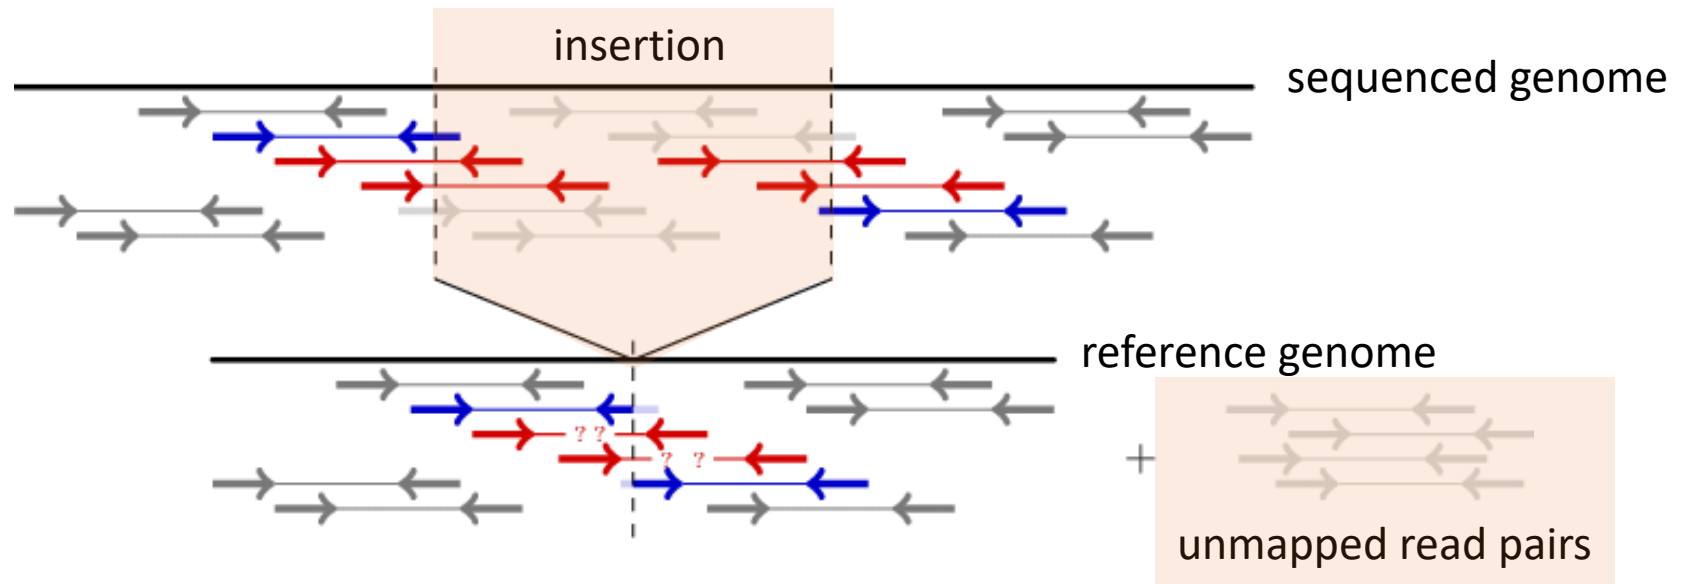 insertion
sequenced genome
reference genome
? ?
? ?
+
unmapped read pairs